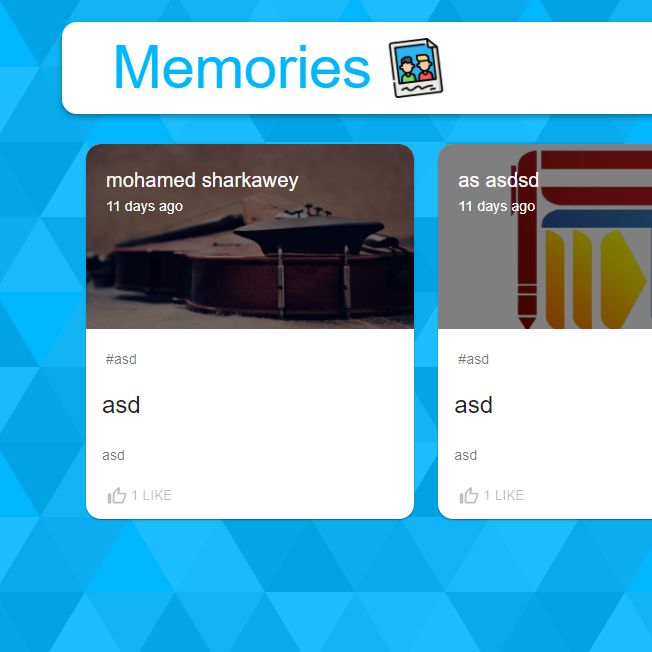 Memories
mohamed sharkawey
11 days ago
#asd
asd
asd
1 LIKE
as asdsd
11 days ago
#asd
asd
asd
1 LIKE